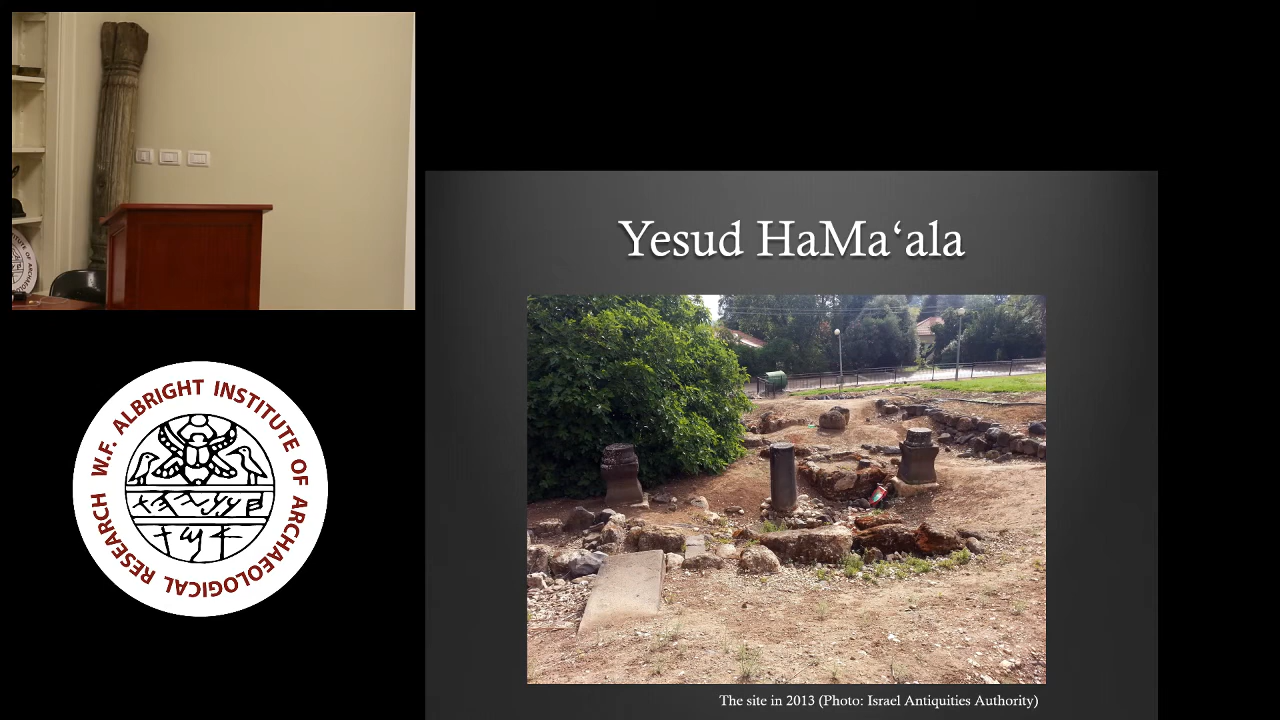 Yesud HaMa‘ala
The site in 2013 (Photo: Israel Antiquities Authority)
W.F. ALBRIGHT INSTITUTE OF ARCHAEOLOGICAL RESEARCH